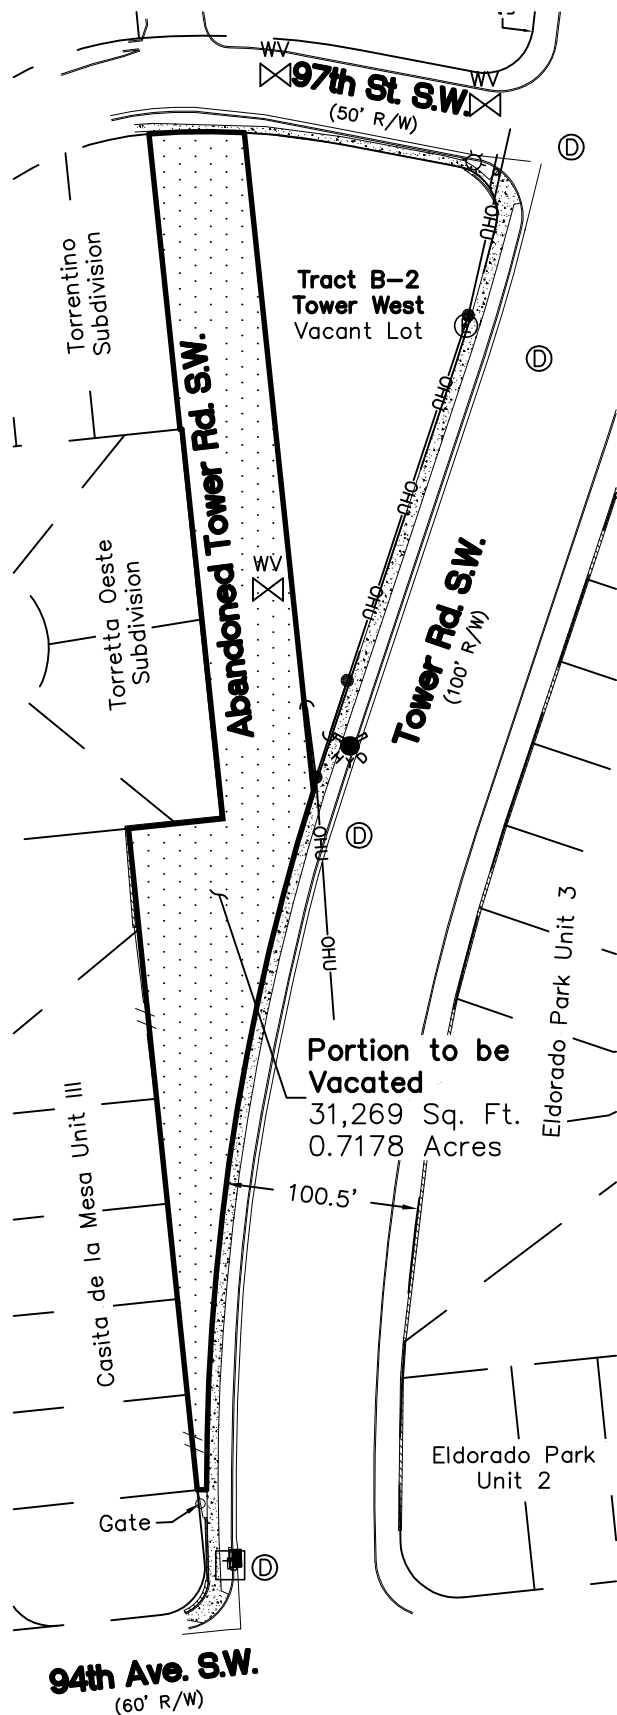 WV
WV
97th St. S.W.
(50' R/W)
D
OHU
Torrentino
Subdivision
Tract B-2
Tower West
Vacant Lot
D
OHU
Abandoned Tower Rd. S.W.
OHU
WV
Torretta Oeste
Subdivision
OHU
Tower Rd. S.W.
(100' R/W)
HYD
D
OHU
OHU
Eldorado Park Unit 3
Portion to be
Vacated
31,269 Sq. Ft.
0.7178 Acres
Casita de la Mesa Unit III
100.5'
Eldorado Park
Unit 2
Gate
D
94th Ave. S.W.
(60' R/W)